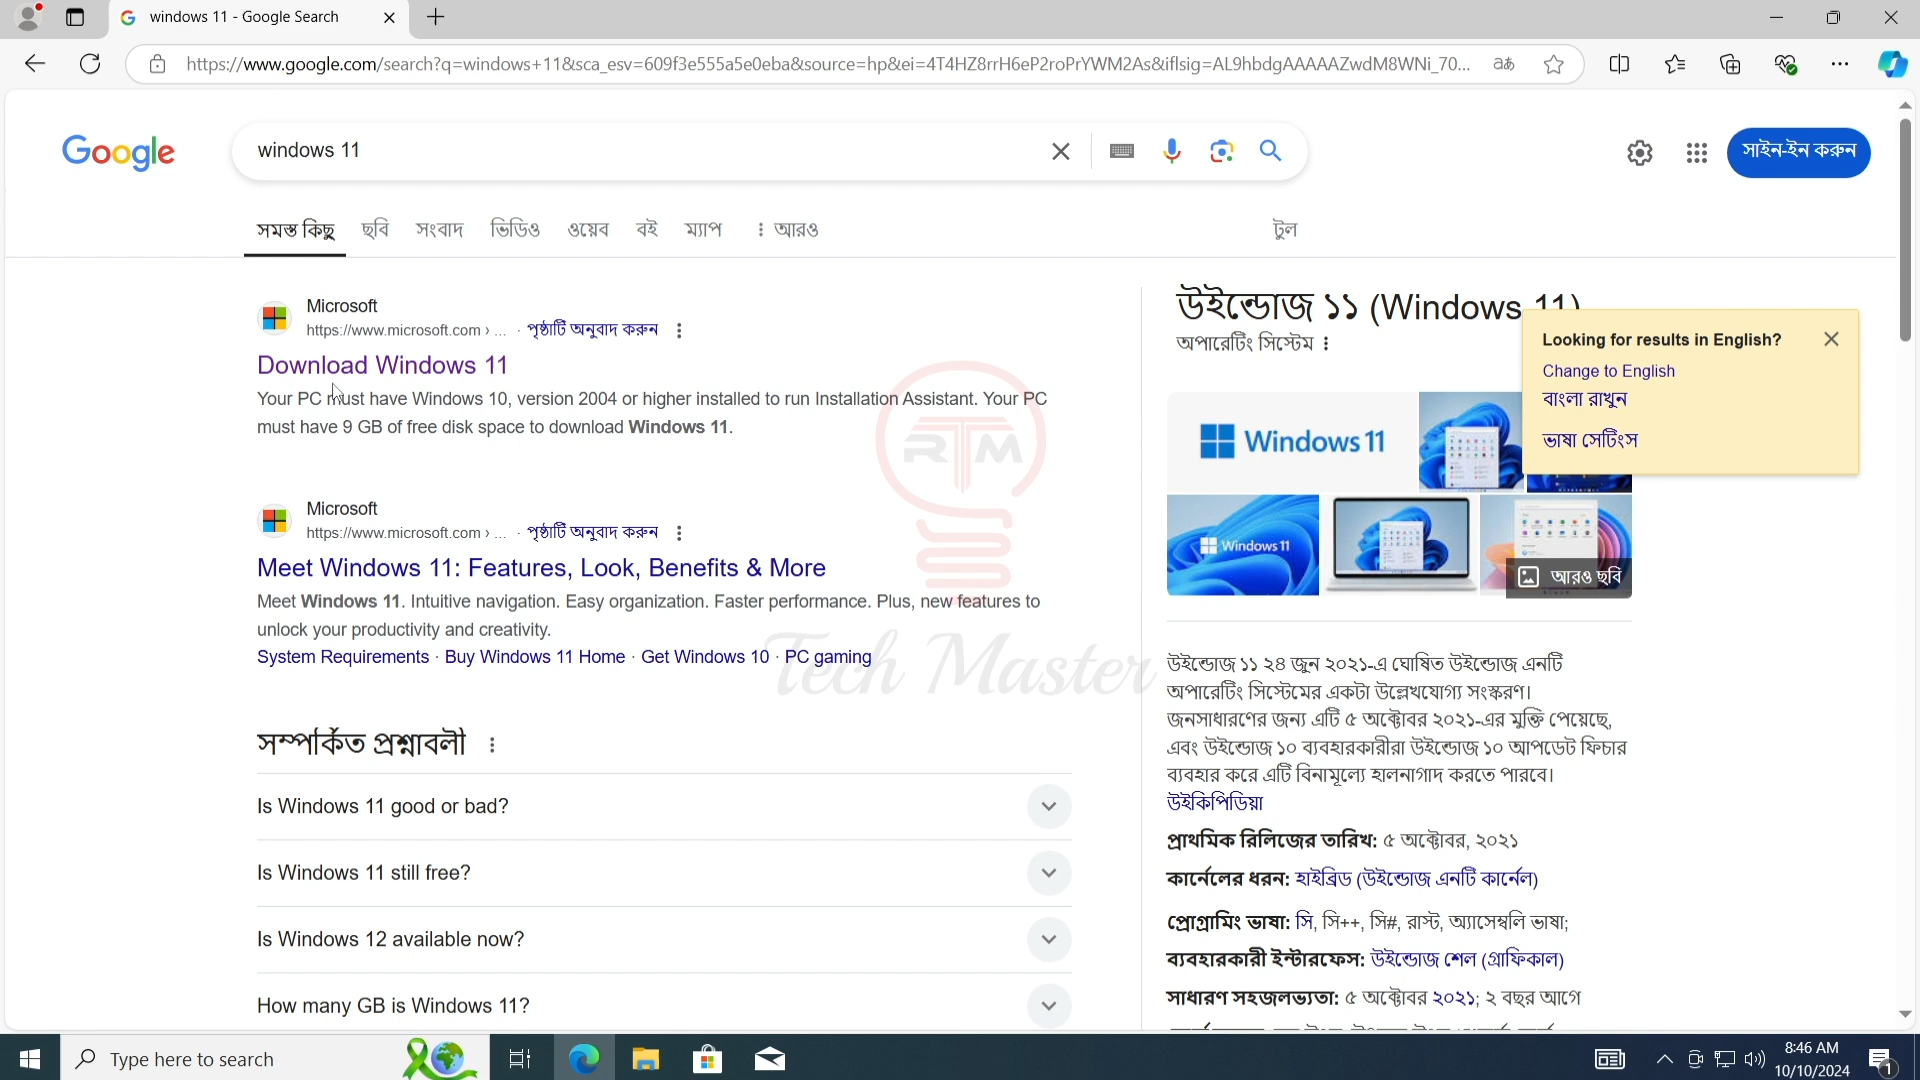 windows 11 - Google Search
https://www.google.com/search?q=windows+11&sca_esv=609f3e555a5e0eba&source=hp&ei=4T4HZ8rrH6eP2roPrYWM2As&iflsig=AL9hbdgAAAAAZwdM8WNi_70...
Google
windows 11
সাইন-ইন করুন
সমস্ত কিছু ছবি সংবাদ ভিডিও ওয়েব বই ম্যাপ আরও টুল
Microsoft
https://www.microsoft.com › ... · পৃষ্ঠাটি অনুবাদ করুন
Download Windows 11
Your PC must have Windows 10, version 2004 or higher installed to run Installation Assistant. Your PC
must have 9 GB of free disk space to download Windows 11.
Microsoft
https://www.microsoft.com › ... · পৃষ্ঠাটি অনুবাদ করুন
Meet Windows 11: Features, Look, Benefits & More
Meet Windows 11. Intuitive navigation. Easy organization. Faster performance. Plus, new features to
unlock your productivity and creativity.
System Requirements · Buy Windows 11 Home · Get Windows 10 · PC gaming
সম্পর্কিত প্রশ্নাবলী
Is Windows 11 good or bad?
Is Windows 11 still free?
Is Windows 12 available now?
How many GB is Windows 11?
RTM
Tech Master
উইন্ডোজ ১১ (Windows 11)
অপারেটিং সিস্টেম
Looking for results in English?
Change to English
বাংলা রাখুন
ভাষা সেটিংস
Windows 11
Windows 11
আরও ছবি
উইন্ডোজ ১১ ২৪ জুন ২০২১-এ ঘোষিত উইন্ডোজ এনটি
অপারেটিং সিস্টেমের একটা উল্লেখযোগ্য সংস্করণ।
জনসাধারণের জন্য এটি ৫ অক্টোবর ২০২১-এর মুক্তি পেয়েছে,
এবং উইন্ডোজ ১০ ব্যবহারকারীরা উইন্ডোজ ১০ আপডেট ফিচার
ব্যবহার করে এটি বিনামূল্যে হালনাগাদ করতে পারবে।
উইকিপিডিয়া
প্রাথমিক রিলিজের তারিখ: ৫ অক্টোবর, ২০২১
কার্নেলের ধরন: হাইব্রিড (উইন্ডোজ এনটি কার্নেল)
প্রোগ্রামিং ভাষা: সি, সি++, সি#, রাস্ট, অ্যাসেম্বলি ভাষা;
ব্যবহারকারী ইন্টারফেস: উইন্ডোজ শেল (গ্রাফিকাল)
সাধারণ সহজলভ্যতা: ৫ অক্টোবর ২০২১; ২ বছর আগে
Type here to search
8:46 AM
10/10/2024
1